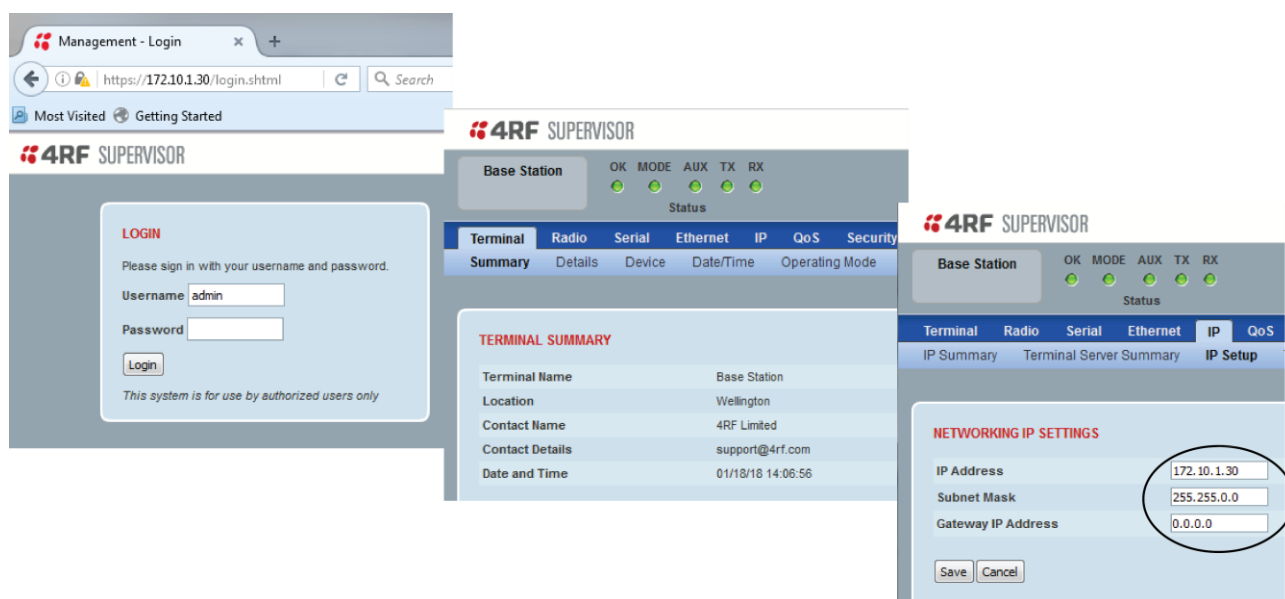 Management - Login
https://172.10.1.30/login.shtml Search
Most Visited Getting Started
4RF SUPERVISOR
LOGIN
Please sign in with your username and password.
Username admin
Password
Login
This system is for use by authorized users only
4RF SUPERVISOR
Base Station OK MODE AUX TX RX
Status
Terminal Radio Serial Ethernet IP QoS Security
Summary Details Device Date/Time Operating Mode
TERMINAL SUMMARY
Terminal Name Base Station
Location Wellington
Contact Name 4RF Limited
Contact Details support@4rf.com
Date and Time 01/18/18 14:06:56
4RF SUPERVISOR
Base Station OK MODE AUX TX RX
Status
Terminal Radio Serial Ethernet IP QoS
IP Summary Terminal Server Summary IP Setup
NETWORKING IP SETTINGS
IP Address 172.10.1.30
Subnet Mask 255.255.0.0
Gateway IP Address 0.0.0.0
Save Cancel